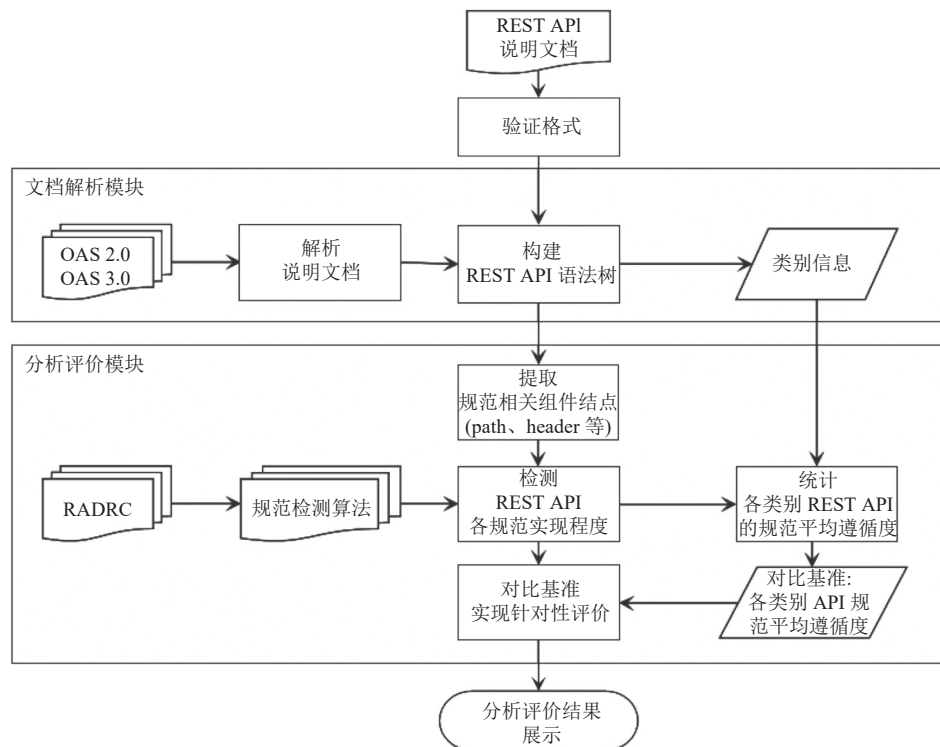 REST APl
说明文档
验证格式
文档解析模块
OAS 2.0
OAS 3.0
解析
说明文档
构建
REST API 语法树
类别信息
分析评价模块
提取
规范相关组件结点
(path、header 等)
RADRC
规范检测算法
检测
REST API
各规范实现程度
统计
各类别 REST API
的规范平均遵循度
对比基准
实现针对性评价
对比基准:
各类别 API 规
范平均遵循度
分析评价结果
展示